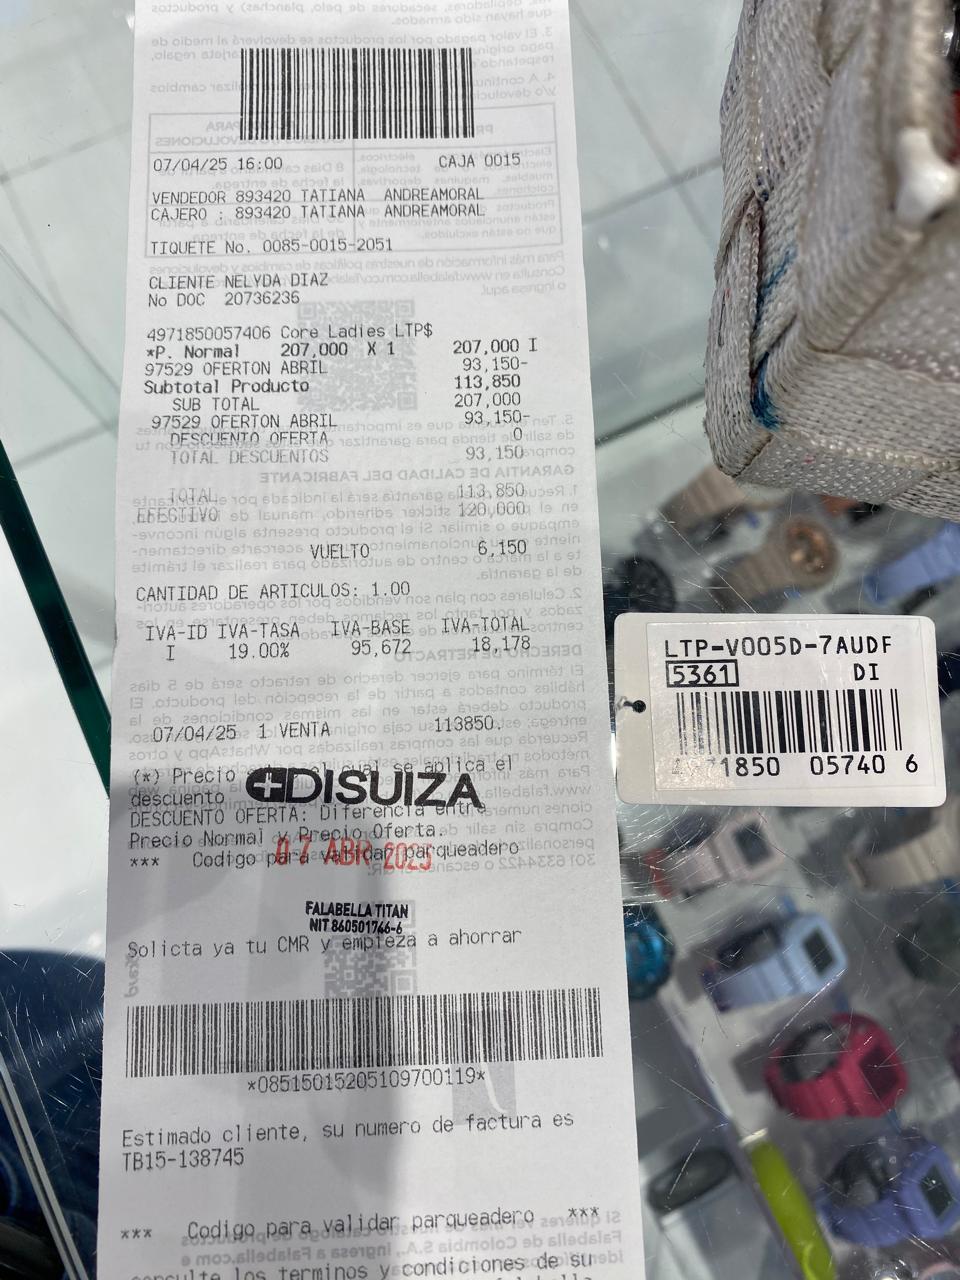 07/04/25 16:00 CAJA 0015
VENDEDOR 893420 TATIANA ANDREAMORAL
CAJERO : 893420 TATIANA ANDREAMORAL
TIQUETE No. 0085-0015-2051
CLIENTE NELYDA DIAZ
No DOC 20736236
4971850057406 Core Ladies LTP$
*P. Normal 207,000 X 1 207,000 I
97529 OFERTON ABRIL 93,150-
Subtotal Producto 113,850
SUB TOTAL 207,000
97529 OFERTON ABRIL 93,150-
DESCUENTO OFERTA 0
TOTAL DESCUENTOS 93,150
TOTAL 113,850
EFECTIVO 120,000
VUELTO 6,150
CANTIDAD DE ARTICULOS: 1.00
IVA-ID IVA-TASA IVA-BASE IVA-TOTAL
I 19.00% 95,672 18,178
07/04/25 1 VENTA 113850.
(*) Precio se aplica el
descuento
DISUIZA
DESCUENTO OFERTA: Diferencia entre
Precio Normal y Precio Oferta.
*** Codigo para validar parqueadero
07 ABR 2025
FALABELLA TITAN
NIT 860501746-6
Solicta ya tu CMR y empieza a ahorrar
*08515015205109700119*
Estimado cliente, su numero de factura es
TB15-138745
*** Codigo para validar parqueadero ***
los terminos y condiciones de su
LTP-V005D-7AUDF
5361 DI
4971850 05740 6